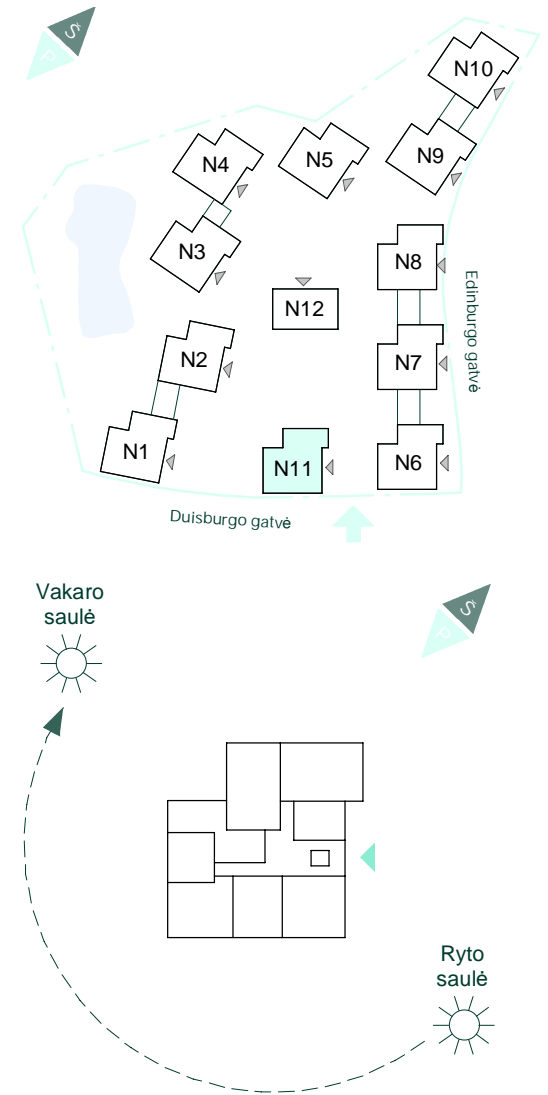 Š
P
N10
N9
N5
N4
N3
N8
N12
Edinburgo gatvė
N2
N7
N1
N11
N6
Duisburgo gatvė
Vakaro
saulė
Š
P
Ryto
saulė